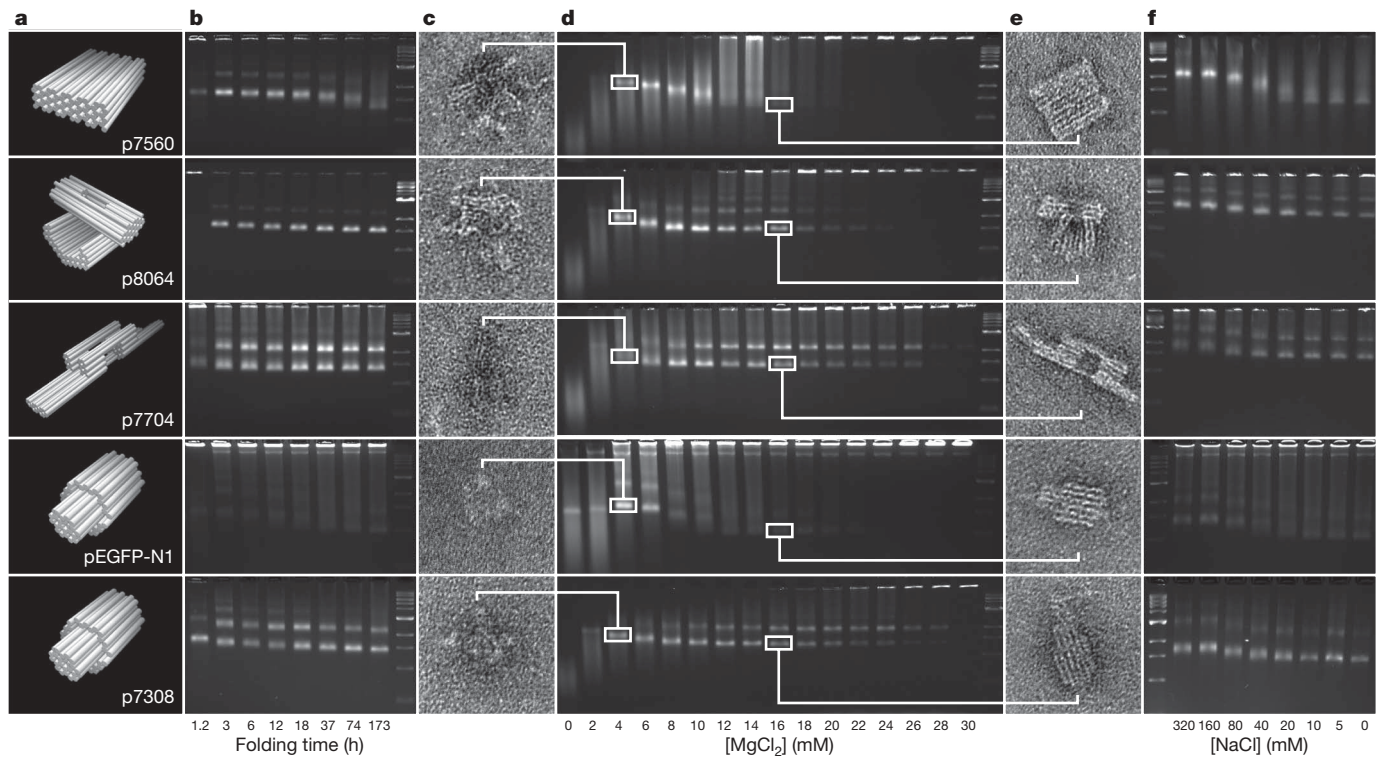 a b c d e f
p7560
p8064
p7704
pEGFP-N1
p7308
1.2 3 6 12 18 37 74 173
Folding time (h)
0 2 4 6 8 10 12 14 16 18 20 22 24 26 28 30
[MgCl₂] (mM)
320 160 80 40 20 10 5 0
[NaCl] (mM)